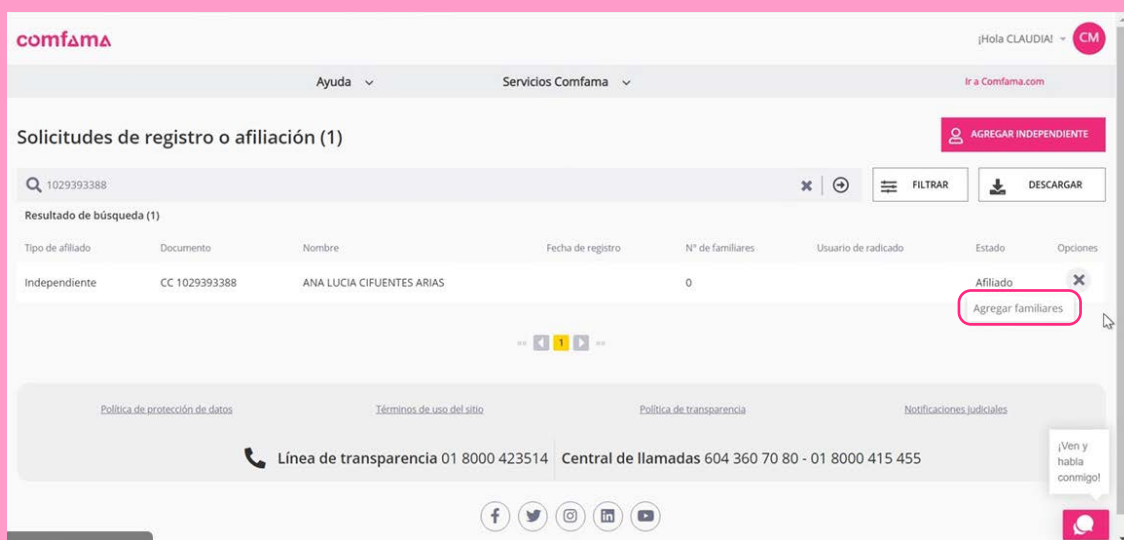 comfama
¡Hola CLAUDIA! CM
Ayuda Servicios Comfama Ir a Comfama.com
Solicitudes de registro o afiliación (1)
AGREGAR INDEPENDIENTE
1029393388 FILTRAR DESCARGAR
Resultado de búsqueda (1)
Tipo de afiliado Documento Nombre Fecha de registro N° de familiares Usuario de radicado Estado Opciones
Independiente CC 1029393388 ANA LUCIA CIFUENTES ARIAS 0 Afiliado
Agregar familiares
1
Política de protección de datos Términos de uso del sitio Política de transparencia Notificaciones judiciales
Línea de transparencia 01 8000 423514 Central de llamadas 604 360 70 80 - 01 8000 415 455
¡Ven y
habla
conmigo!